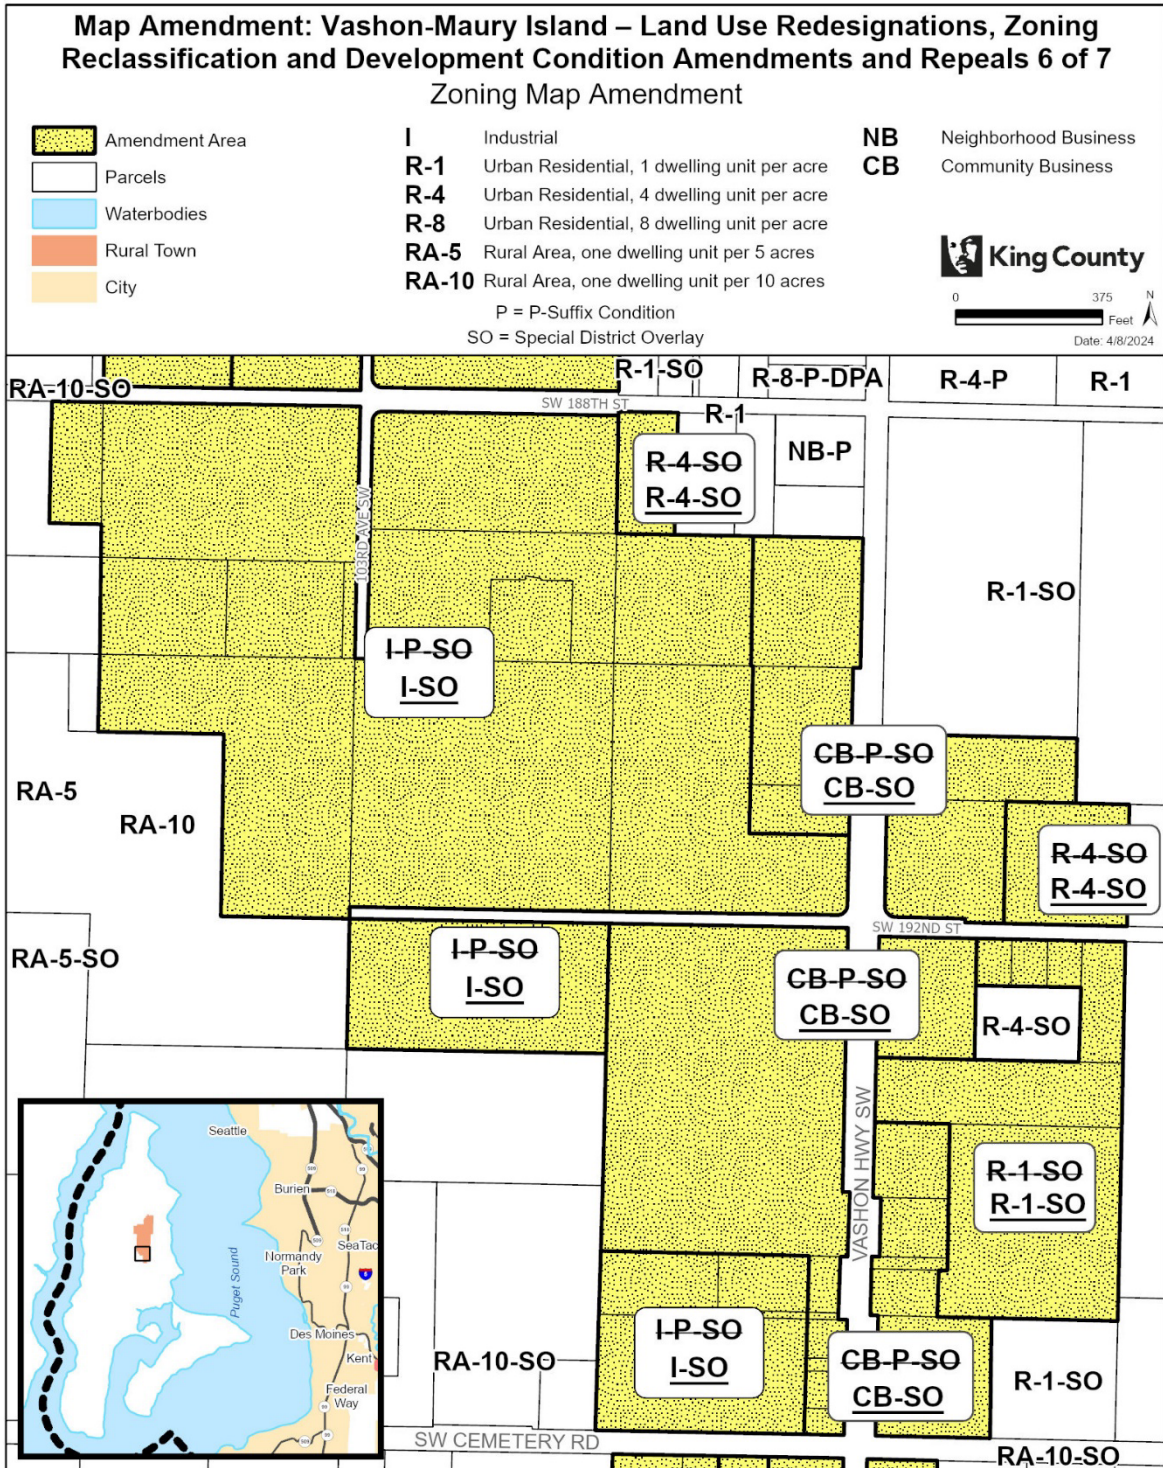 Map Amendment: Vashon-Maury Island – Land Use Redesignations, Zoning
Reclassification and Development Condition Amendments and Repeals 6 of 7
Zoning Map Amendment
Amendment Area
Parcels
Waterbodies
Rural Town
City
I Industrial
R-1 Urban Residential, 1 dwelling unit per acre
R-4 Urban Residential, 4 dwelling unit per acre
R-8 Urban Residential, 8 dwelling unit per acre
RA-5 Rural Area, one dwelling unit per 5 acres
RA-10 Rural Area, one dwelling unit per 10 acres
P = P-Suffix Condition
SO = Special District Overlay
NB Neighborhood Business
CB Community Business
King County
0 375 N
Feet
Date: 4/8/2024
RA-10-SO
R-1-SO
R-8-P-DPA
R-4-P
R-1
SW 188TH ST
R-1
NB-P
R-4-SO
R-4-SO
103RD AVE SW
R-1-SO
I-P-SO
I-SO
CB-P-SO
CB-SO
RA-5
RA-10
R-4-SO
R-4-SO
SW 192ND ST
RA-5-SO
I-P-SO
I-SO
CB-P-SO
CB-SO
R-4-SO
VASHON HWY SW
R-1-SO
R-1-SO
Seattle
Burien
Normandy
Park
SeaTac
Puget Sound
Des Moines
Kent
Federal
Way
I-P-SO
I-SO
RA-10-SO
CB-P-SO
CB-SO
R-1-SO
SW CEMETERY RD
RA-10-SO